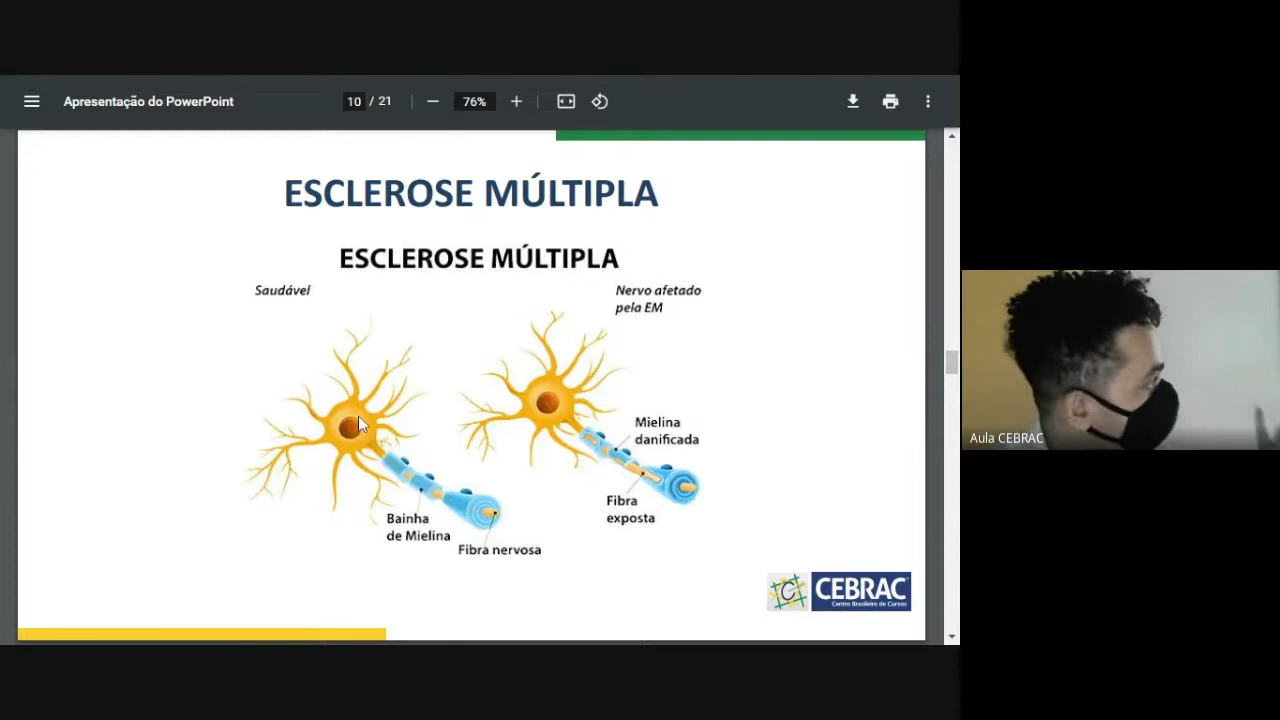 Apresentação do PowerPoint
10 / 21
76%
ESCLEROSE MÚLTIPLA
ESCLEROSE MÚLTIPLA
Saudável
Nervo afetado
pela EM
Mielina
danificada
Fibra
exposta
Bainha
de Mielina
Fibra nervosa
C
CEBRAC
Centro Brasileiro de Cursos
Aula CEBRAC